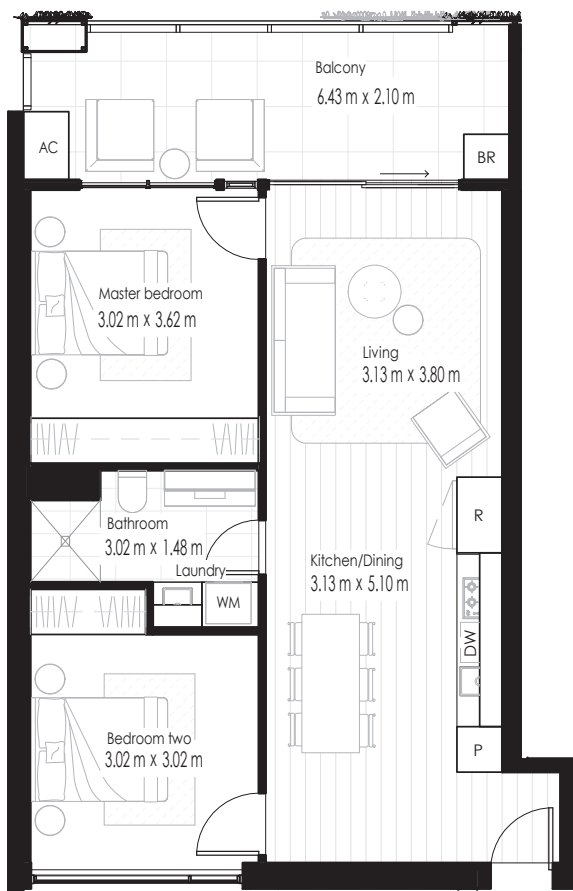 Balcony
6.43 m x 2.10 m
AC
BR
Master bedroom
3.02 m x 3.62 m
Living
3.13 m x 3.80 m
R
Bathroom
3.02 m x 1.48 m
Laundry
WM
Kitchen/Dining
3.13 m x 5.10 m
DW
Bedroom two
3.02 m x 3.02 m
P